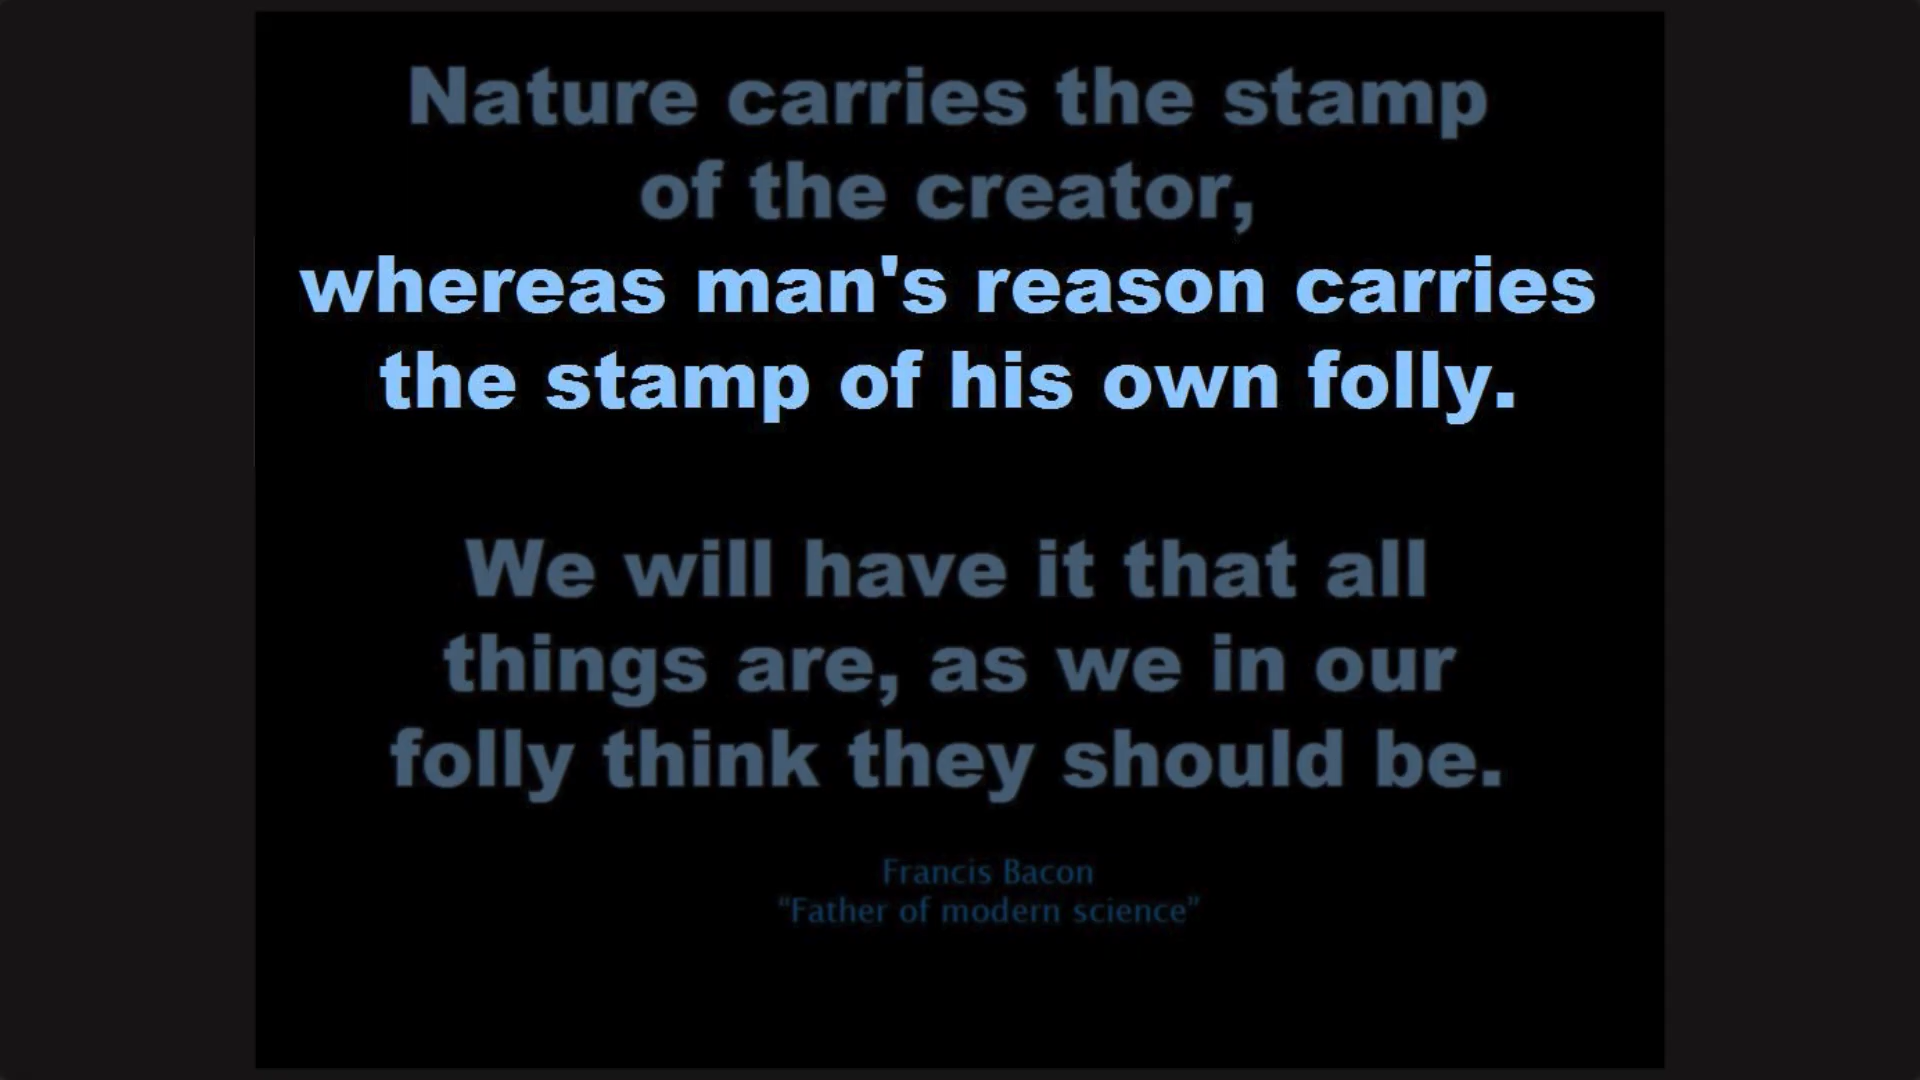 Nature carries the stamp
of the creator,
whereas man's reason carries
the stamp of his own folly.
We will have it that all
things are, as we in our
folly think they should be.
Francis Bacon
“Father of modern science”